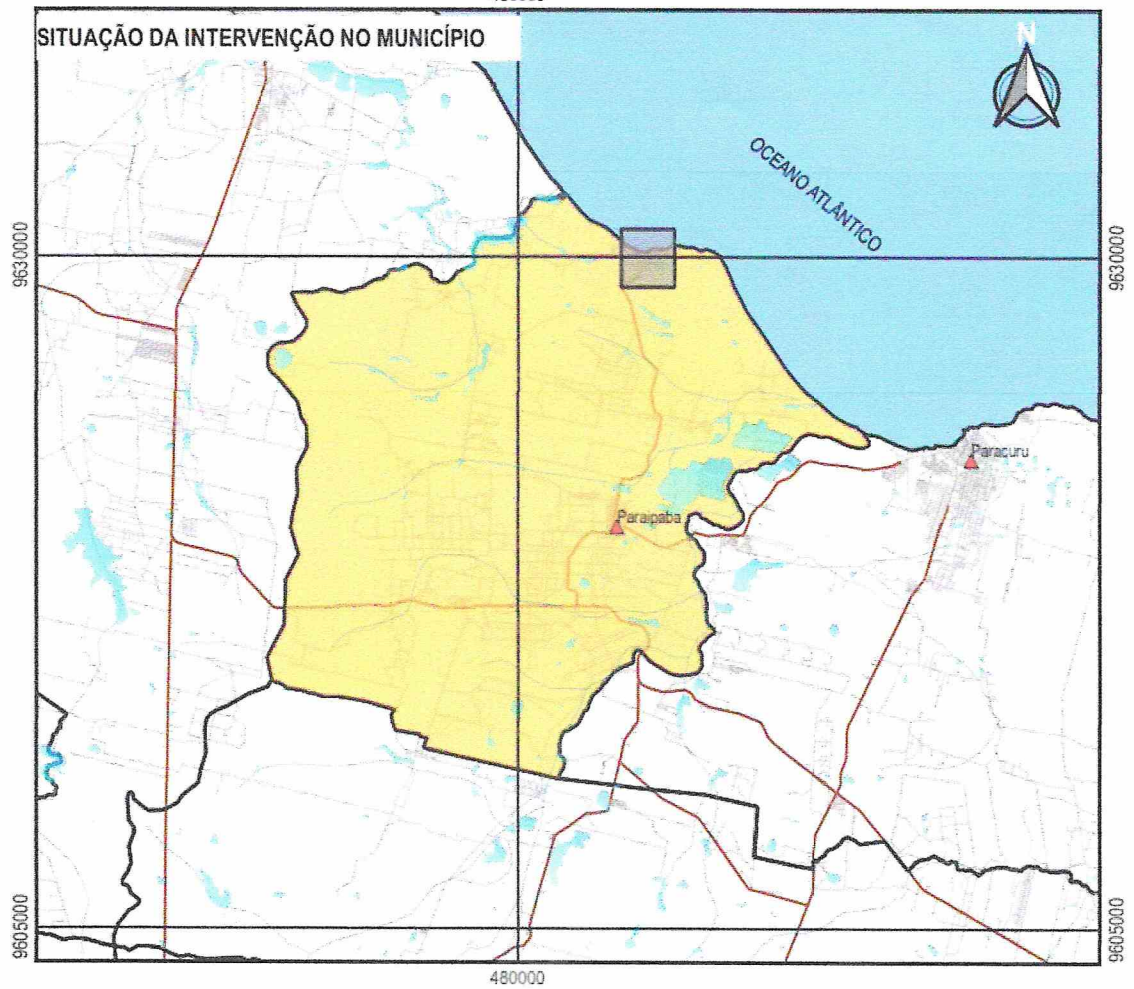 SITUAÇÃO DA INTERVENÇÃO NO MUNICÍPIO
N
OCEANO ATLÂNTICO
9630000
9630000
Paracuru
Paraipaba
9605000
9605000
480000